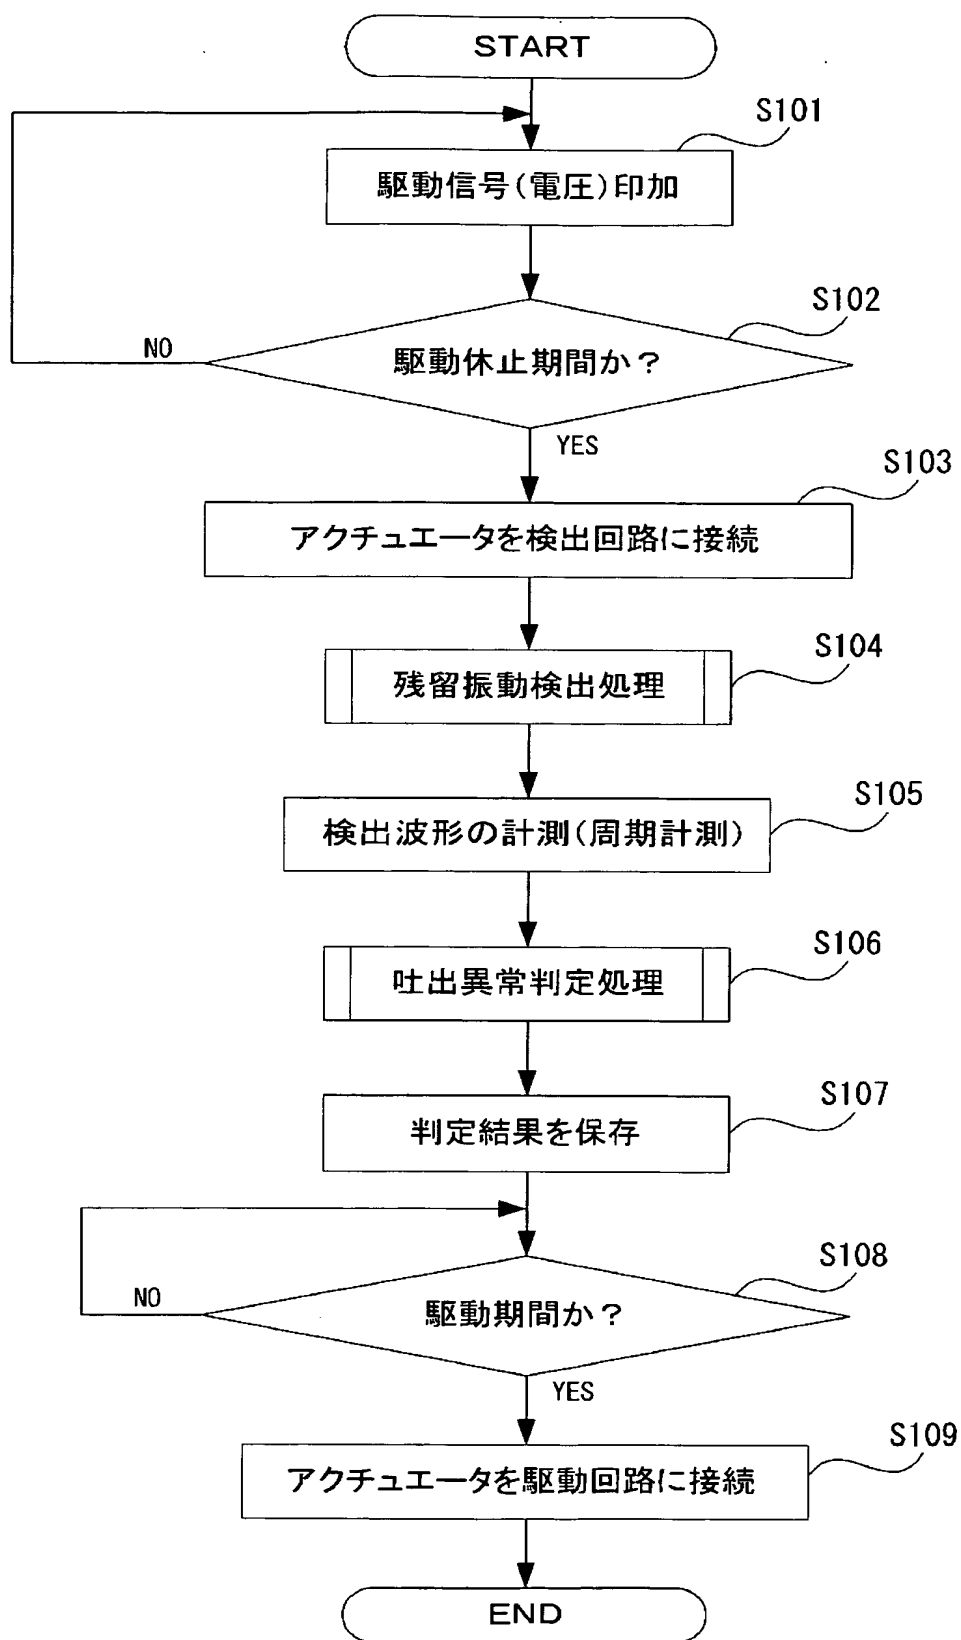 START
S101
駆動信号(電圧)印加
S102
駆動休止期間か?
NO
YES
S103
アクチュエータを検出回路に接続
S104
残留振動検出処理
S105
検出波形の計測(周期計測)
S106
吐出異常判定処理
S107
判定結果を保存
S108
駆動期間か?
NO
YES
S109
アクチュエータを駆動回路に接続
END